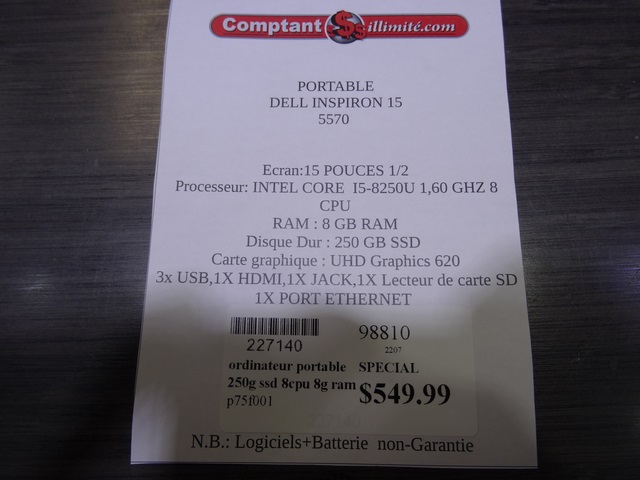 Comptant $$$ illimité.com
PORTABLE
DELL INSPIRON 15
5570
Ecran:15 POUCES 1/2
Processeur: INTEL CORE I5-8250U 1,60 GHZ 8
CPU
RAM : 8 GB RAM
Disque Dur : 250 GB SSD
Carte graphique : UHD Graphics 620
3x USB,1X HDMI,1X JACK,1X Lecteur de carte SD
1X PORT ETHERNET
98810
227140
2207
ordinateur portable SPECIAL
250g ssd 8cpu 8g ram $549.99
p75f001
227140
N.B.: Logiciels+Batterie non-Garantie